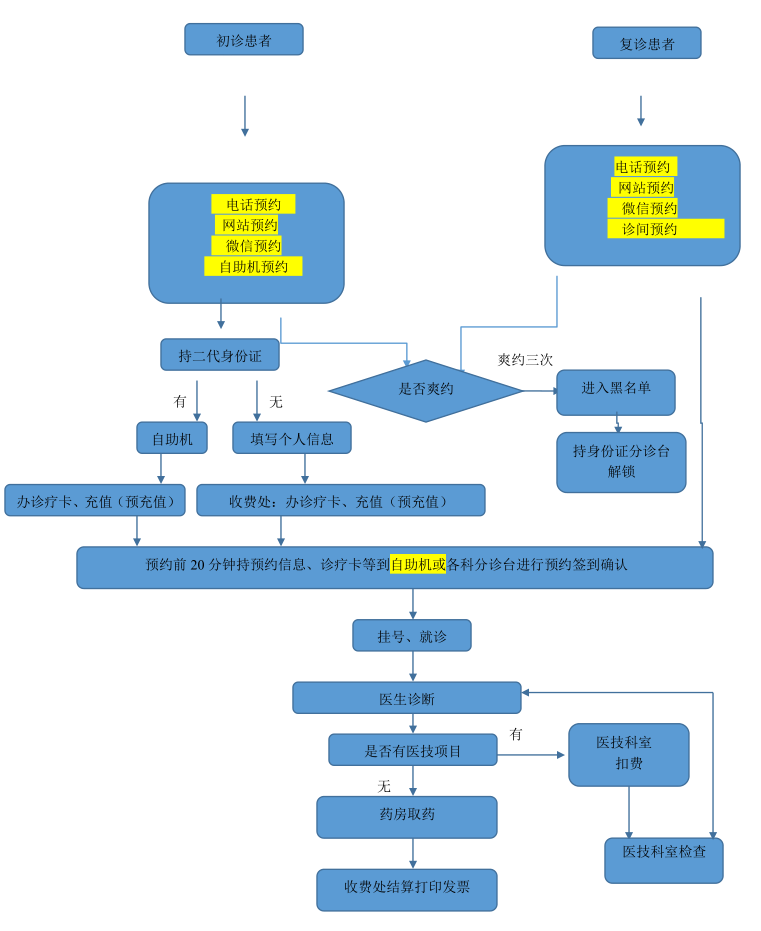 初诊患者
复诊患者
电话预约
网站预约
微信预约
自助机预约
电话预约
网站预约
微信预约
诊间预约
持二代身份证
是否爽约
爽约三次
进入黑名单
有
无
自助机
填写个人信息
持身份证分诊台
解锁
办诊疗卡、充值（预充值）
收费处：办诊疗卡、充值（预充值）
预约前 20 分钟持预约信息、诊疗卡等到自助机或各科分诊台进行预约签到确认
挂号、就诊
医生诊断
是否有医技项目
有
医技科室
扣费
无
药房取药
医技科室检查
收费处结算打印发票